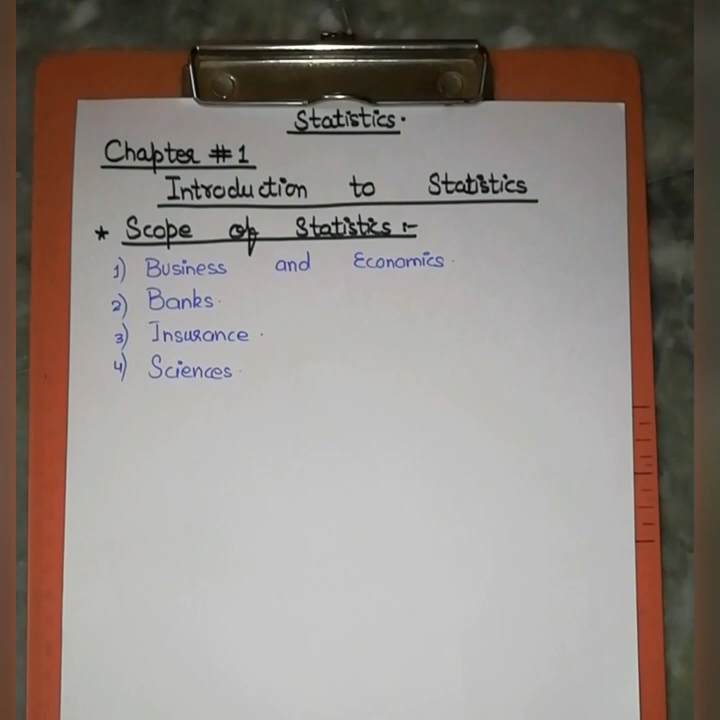 Statistics.
Chapter # 1
Introduction to Statistics
* Scope of Statistics :-
1) Business and Economics.
2) Banks.
3) Insurance.
4) Sciences.